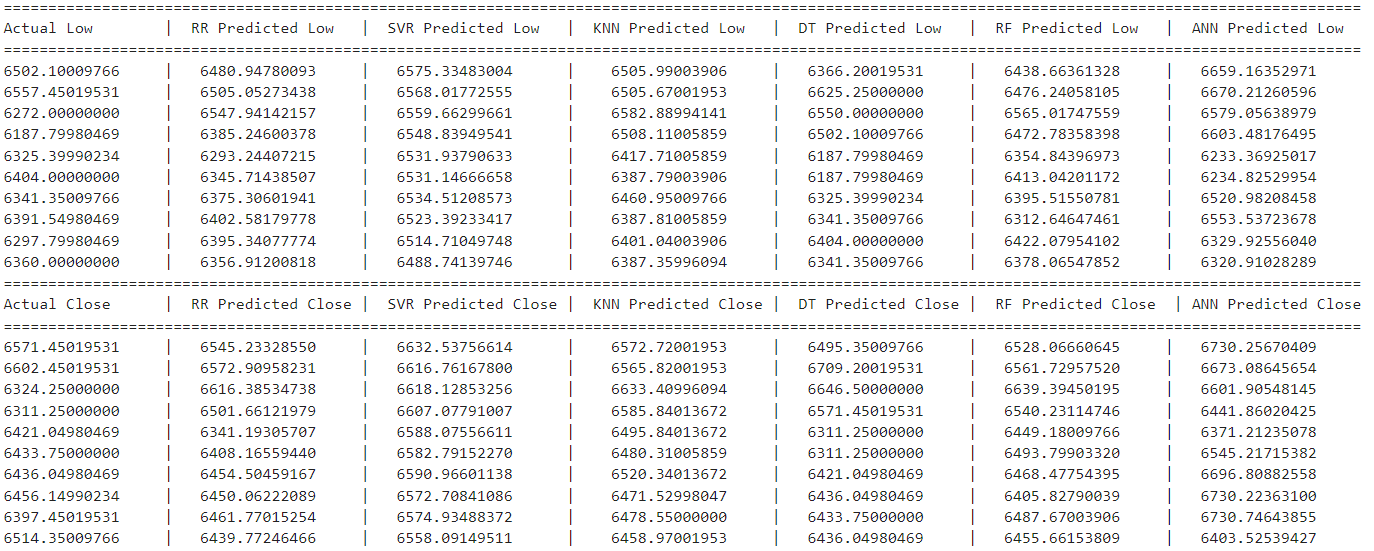 ================================================================================
Actual Low | RR Predicted Low | SVR Predicted Low | KNN Predicted Low | DT Predicted Low | RF Predicted Low | ANN Predicted Low
================================================================================
6502.10009766 | 6480.94780093 | 6575.33483004 | 6505.99003906 | 6366.20019531 | 6438.66361328 | 6659.16352971
6557.45019531 | 6505.05273438 | 6568.01772555 | 6505.67001953 | 6625.25000000 | 6476.24058105 | 6670.21260596
6272.00000000 | 6547.94142157 | 6559.66299661 | 6582.88994141 | 6550.00000000 | 6565.01747559 | 6579.05638979
6187.79980469 | 6385.24600378 | 6548.83949541 | 6508.11005859 | 6502.10009766 | 6472.78358398 | 6603.48176495
6325.39990234 | 6293.24407215 | 6531.93790633 | 6417.71005859 | 6187.79980469 | 6354.84396973 | 6233.36925017
6404.00000000 | 6345.71438507 | 6531.14666658 | 6387.79003906 | 6187.79980469 | 6413.04201172 | 6234.82529954
6341.35009766 | 6375.30601941 | 6534.51208573 | 6460.95009766 | 6325.39990234 | 6395.51550781 | 6520.98208458
6391.54980469 | 6402.58179778 | 6523.39233417 | 6387.81005859 | 6341.35009766 | 6312.64647461 | 6553.53723678
6297.79980469 | 6395.34077774 | 6514.71049748 | 6401.04003906 | 6404.00000000 | 6422.07954102 | 6329.92556040
6360.00000000 | 6356.91200818 | 6488.74139746 | 6387.35996094 | 6341.35009766 | 6378.06547852 | 6320.91028289
================================================================================
Actual Close | RR Predicted Close | SVR Predicted Close | KNN Predicted Close | DT Predicted Close | RF Predicted Close | ANN Predicted Close
================================================================================
6571.45019531 | 6545.23328550 | 6632.53756614 | 6572.72001953 | 6495.35009766 | 6528.06660645 | 6730.25670409
6602.45019531 | 6572.90958231 | 6616.76167800 | 6565.82001953 | 6709.20019531 | 6561.72957520 | 6673.08645654
6324.25000000 | 6616.38534738 | 6618.12853256 | 6633.40996094 | 6646.50000000 | 6639.39450195 | 6601.90548145
6311.25000000 | 6501.66121979 | 6607.07791007 | 6585.84013672 | 6571.45019531 | 6540.23114746 | 6441.86020425
6421.04980469 | 6341.19305707 | 6588.07556611 | 6495.84013672 | 6311.25000000 | 6449.18009766 | 6371.21235078
6433.75000000 | 6408.16559440 | 6582.79152270 | 6480.31005859 | 6311.25000000 | 6493.79903320 | 6545.21715382
6436.04980469 | 6454.50459167 | 6590.96601138 | 6520.34013672 | 6421.04980469 | 6468.47754395 | 6696.80882558
6456.14990234 | 6450.06222089 | 6572.70841086 | 6471.52998047 | 6436.04980469 | 6405.82790039 | 6730.22363100
6397.45019531 | 6461.77015254 | 6574.93488372 | 6478.55000000 | 6433.75000000 | 6487.67003906 | 6730.74643855
6514.35009766 | 6439.77246466 | 6558.09149511 | 6458.97001953 | 6436.04980469 | 6455.66153809 | 6403.52539427